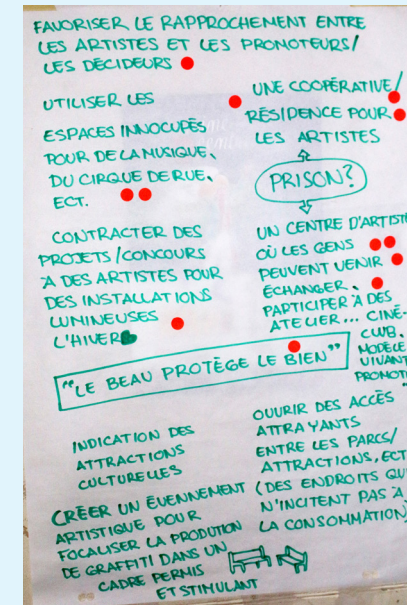 FAVORISER LE RAPPROCHEMENT ENTRE
LES ARTISTES ET LES PROMOTEURS/
LES DÉCIDEURS
UTILISER LES
ESPACES INNOCUPÉS
POUR DE LA MUSIQUE,
DU CIRQUE DE RUE,
ECT.
CONTRACTER DES
PROJETS/CONCOURS
À DES ARTISTES POUR
DES INSTALLATIONS
LUMINEUSES
L'HIVER
UNE COOPÉRATIVE/
RÉSIDENCE POUR
LES ARTISTES
PRISON?
UN CENTRE D'ARTISTE
OÙ LES GENS
PEUVENT VENIR
ÉCHANGER,
PARTICIPER À DES
ATELIER... CINÉ-
CLUB.
MODÈLE
VIVANT
PROMOTI
"LE BEAU PROTÈGE LE BIEN"
INDICATION DES
ATTRACTIONS
CULTURELLES
CRÉER UN ÉVENNEMENT
ARTISTIQUE POUR
FOCALISER LA PRODUTION
DE GRAFFITI DANS UN
CADRE PERMIS
ET STIMULANT
OUVRIR DES ACCÈS
ATTRAYANTS
ENTRE LES PARCS/
ATTRACTIONS, ECT
(DES ENDROITS QUI
N'INCITENT PAS À
LA CONSOMMATION)